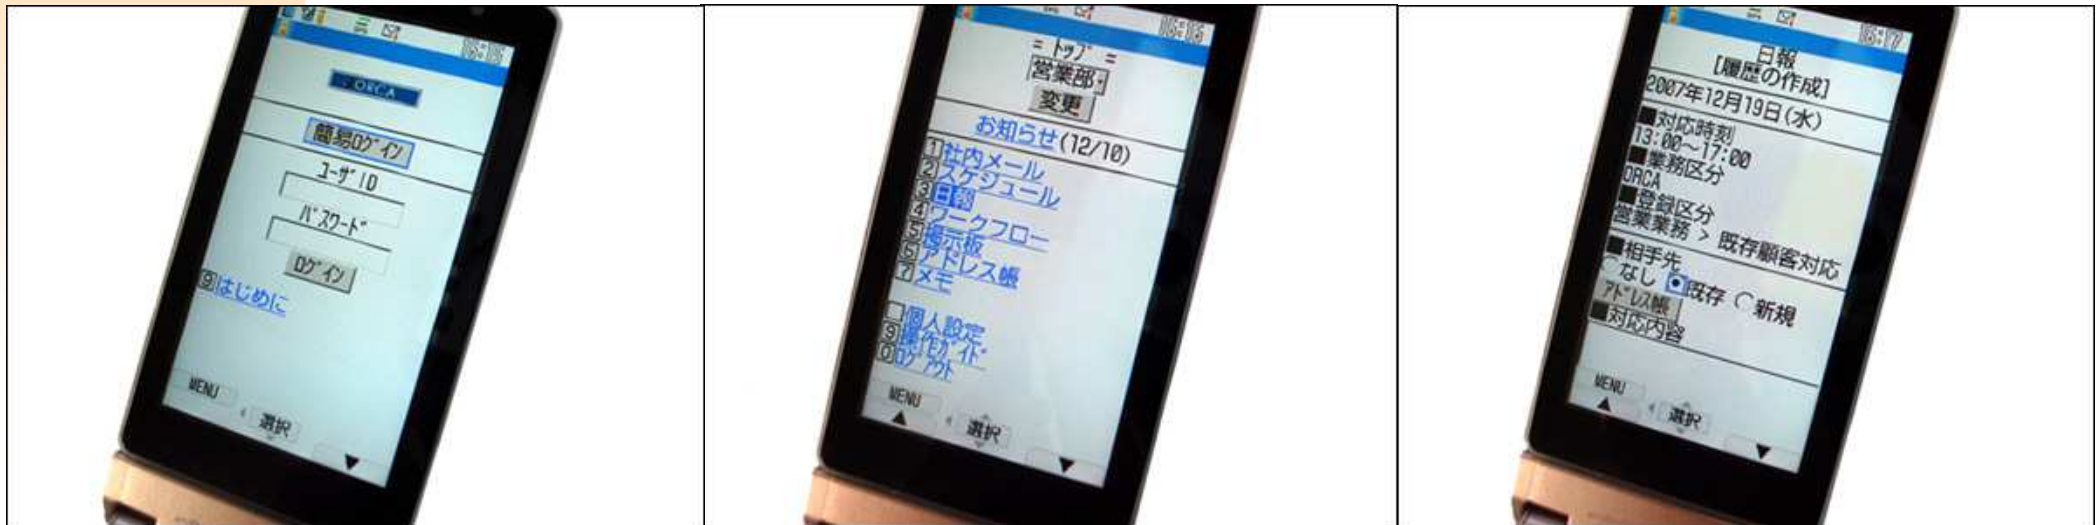 16:15
ORCA
簡易ログイン
ユーザID
パスワード
ログイン
9はじめに
MENU
選択
▼
16:16
= トップ =
営業部
変更
お知らせ(12/10)
1社内メール
2スケジュール
3日報
4ワークフロー
5掲示板
6アドレス帳
7メモ
個人設定
9操作ガイド
0ログアウト
MENU
▲
選択
▼
16:17
日報
[履歴の作成]
2007年12月19日(水)
■対応時刻
13:00~17:00
■業務区分
ORCA
■登録区分
営業業務 > 既存顧客対応
■相手先
なし 既存 新規
アドレス帳
■対応内容
MENU
▲
選択
▼